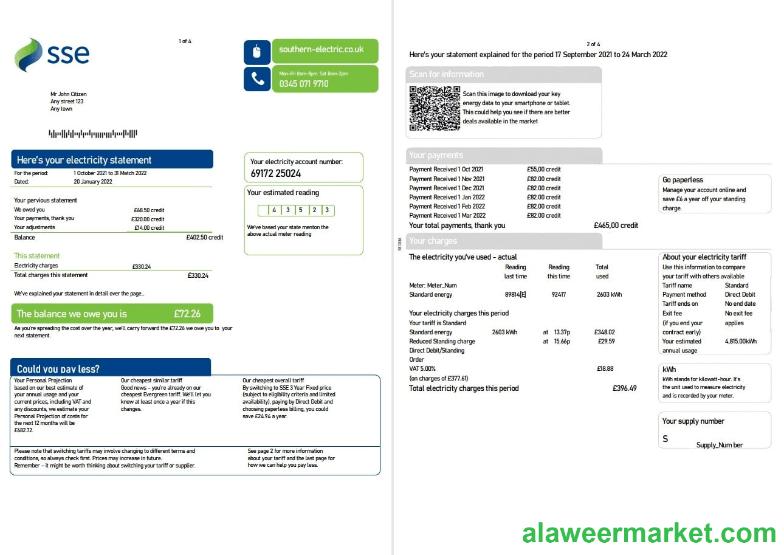 1 of 4
sse
southern-electric.co.uk
Mon-Fri 8am-8pm Sat 8am-2pm
0345 071 9710
Mr John Citizen
Any street 123
Any town
Here's your electricity statement
For the period: 1 October 2021 to 31 March 2022
Dated: 20 January 2022
Your pervious statement
We owed you £68.50 credit
Your payments, thank you £320.00 credit
Your adjustments £14.00 credit
Balance £402.50 credit
This statement
Electricity charges £330.24
Total charges this statement £330.24
We've explained your statement in detail over the page..
The balance we owe you is £72.26
As you're spreading the cost over the year, we'll carry forward the £72.26 we owe you to your
next statement.
Your electricity account number:
69172 25024
Your estimated reading
4 3 5 2 3
We've based your state mention the
above actual meter reading
Could you pay less?
Your Personal Projection
based on our best estimate of
your annual usage and your
current prices, including VAT and
any discounts, we estimate your
Personal Projection of costs for
the next 12 months will be
Our cheapest similar tariff
Good news - you're already on our
cheapest Evergreen tariff. We'll let you
know at least once a year if this
changes.
Our cheapest overall tariff
By switching to SSE 3 Year Fixed price
(subject to eligibility criteria and limited
availability), paying by Direct Debit and
choosing paperless billing, you could
save £24.94 a year.
Please note that switching tariffs may involve changing to different terms and
conditions, so always check first. Prices may increase in future.
Remember - it might be worth thinking about switching your tariff or supplier.
See page 2 for more information
about your tariff and the last page for
how we can help you pay less.
2 of 4
Here's your statement explained for the period 17 September 2021 to 24 March 2022
Scan for information
Scan this image to download your key
energy data to your smartphone or tablet.
This could help you see if there are better
deals available in the market
Your payments
Payment Received 1 Oct 2021 £55,00 credit
Payment Received 1 Nov 2021 £82.00 credit
Payment Received 1 Dec 2021 £82.00 credit
Payment Received 1 Jan 2022 £82.00 credit
Payment Received 1 Feb 2022 £82.00 credit
Payment Received 1 Mar 2022 £82.00 credit
Your total payments, thank you £465,00 credit
Go paperless
Manage your account online and
save £6 a year off your standing
charge.
Your charges
The electricity you've used - actual
Reading last Reading this time Total used
Meter: Meter_Num
Standard energy 89814[E] 92417 2603 kWh
Your electricity charges this period
Your tariff is Standard
Standard energy 2603 kWh at 13.37p £348.02
Reduced Standing charge at 15.66p £29.59
Direct Debit/Standing
Order
VAT 5.00% £18.88
(on charges of £377.61)
Total electricity charges this period £396.49
About your electricity tariff
Use this information to compare
your tariff with others available
Tariff name Standard
Payment method Direct Debit
Tariff ends on No end date
Exit fee No exit fee
(if you end your applies
contract early)
Your estimated 4,815.00kWh
annual usage
kWh
kWh stands for kilowatt-hour. It's
the unit used to measure electricity
and is recorded by your meter.
Your supply number
S
Supply_Number
alaweermarket.com